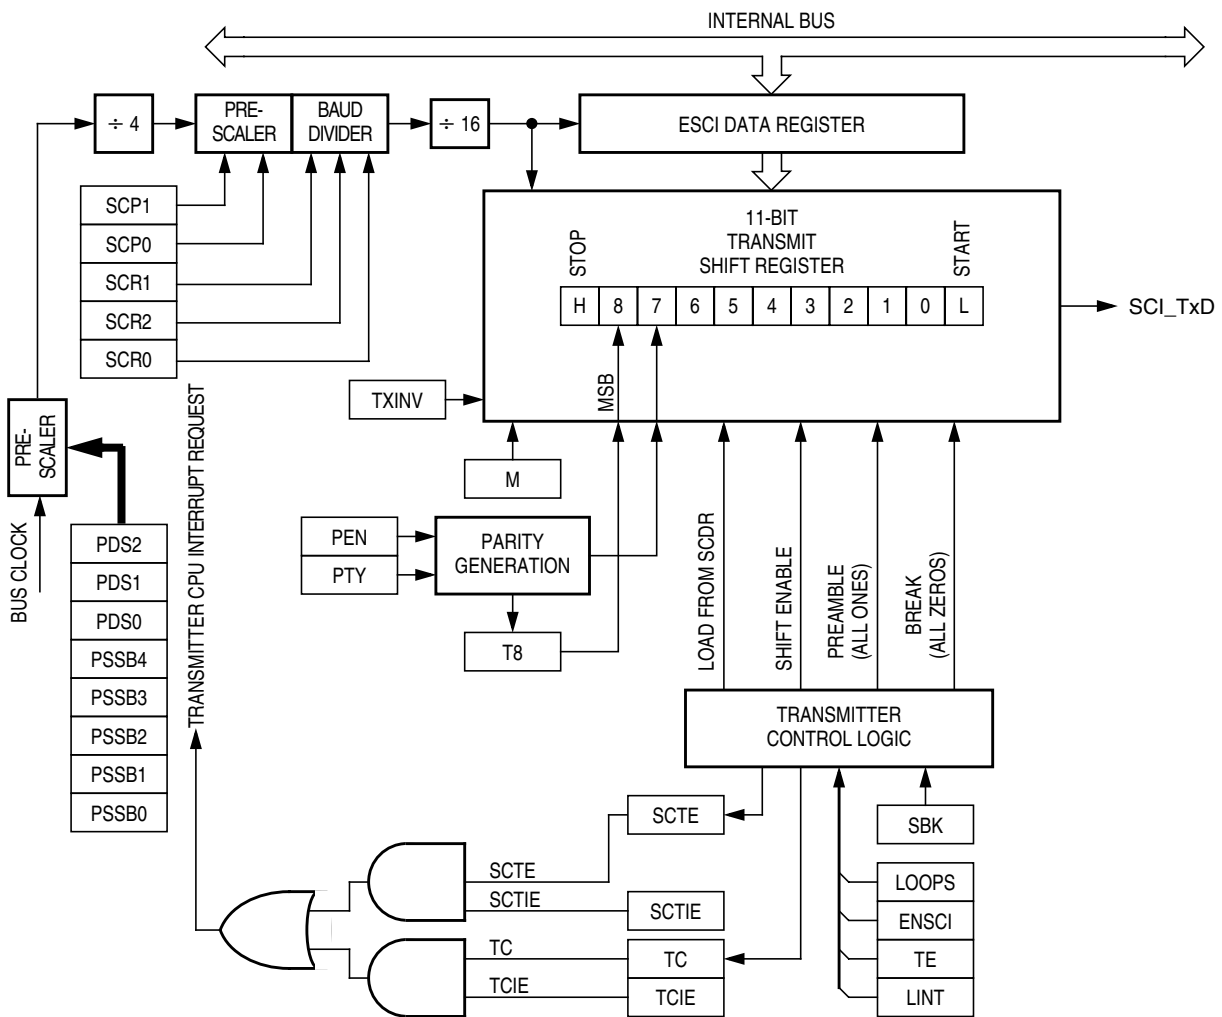 INTERNAL BUS
÷ 4
PRE-
SCALER
BAUD
DIVIDER
÷ 16
ESCI DATA REGISTER
SCP1
SCP0
SCR1
SCR2
SCR0
11-BIT
TRANSMIT
SHIFT REGISTER
STOP
START
H 8 7 6 5 4 3 2 1 0 L
SCI_TxD
MSB
TXINV
M
PRE-
SCALER
BUS CLOCK
TRANSMITTER CPU INTERRUPT REQUEST
PDS2
PDS1
PDS0
PSSB4
PSSB3
PSSB2
PSSB1
PSSB0
PEN
PTY
PARITY
GENERATION
T8
LOAD FROM SCDR
SHIFT ENABLE
PREAMBLE
(ALL ONES)
BREAK
(ALL ZEROS)
TRANSMITTER
CONTROL LOGIC
SCTE
SBK
SCTE
SCTIE
SCTIE
TC
TC
TCIE
TCIE
LOOPS
ENSCI
TE
LINT